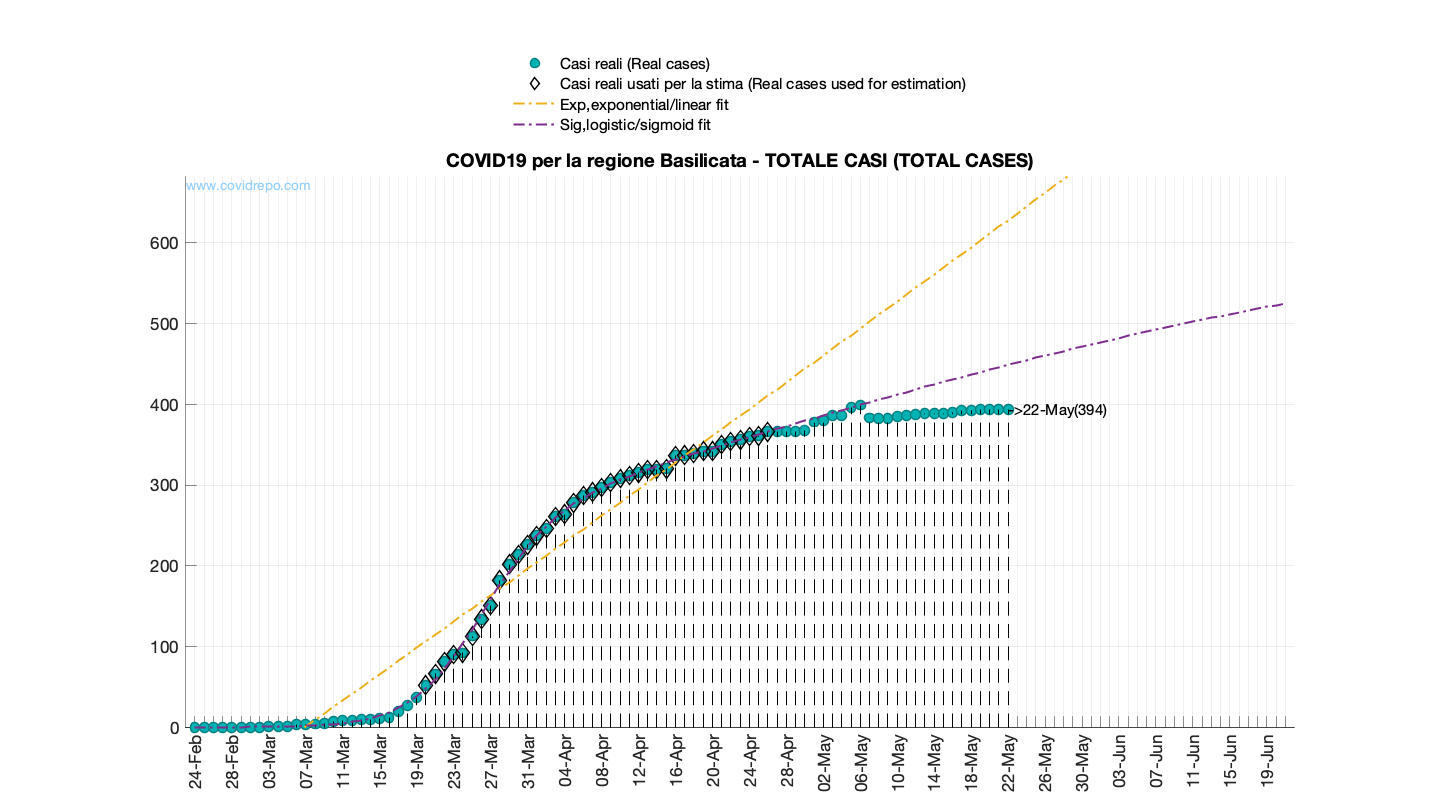 Casi reali (Real cases)
Casi reali usati per la stima (Real cases used for estimation)
Exp,exponential/linear fit
Sig,logistic/sigmoid fit
COVID19 per la regione Basilicata - TOTALE CASI (TOTAL CASES)
www.covidrepo.com
600
500
400
300
200
100
0
->22-May(394)
24-Feb
28-Feb
03-Mar
07-Mar
11-Mar
15-Mar
19-Mar
23-Mar
27-Mar
31-Mar
04-Apr
08-Apr
12-Apr
16-Apr
20-Apr
24-Apr
28-Apr
02-May
06-May
10-May
14-May
18-May
22-May
26-May
30-May
03-Jun
07-Jun
11-Jun
15-Jun
19-Jun